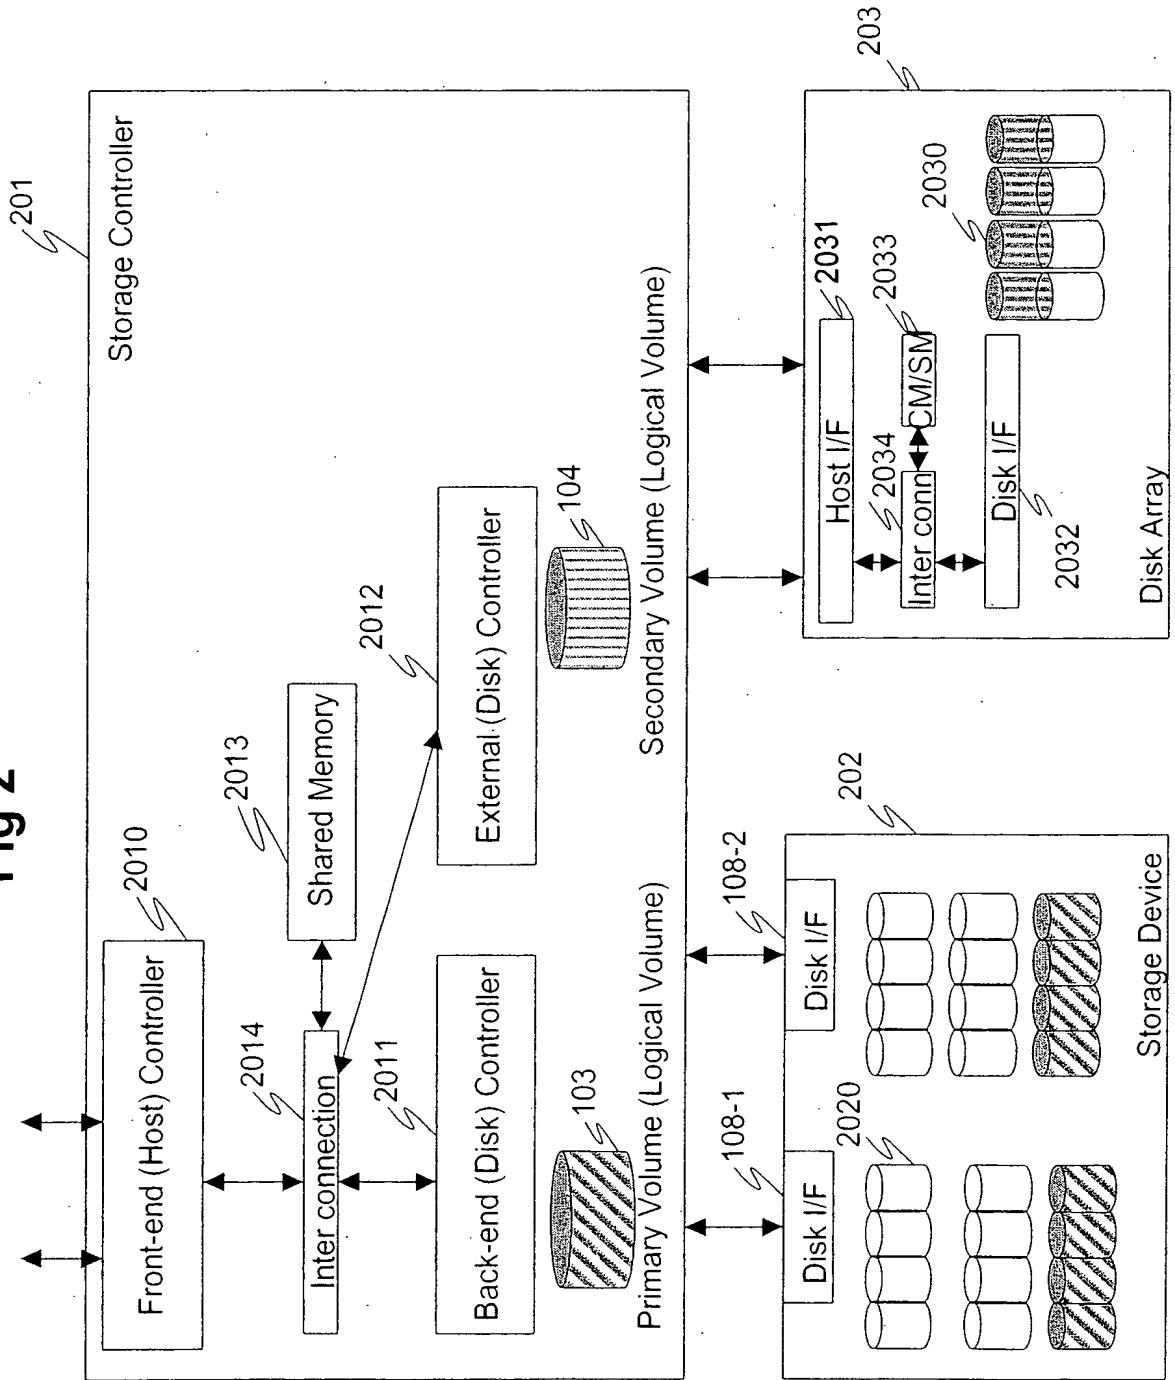 Fig 2
201
Storage Controller
2010
Front-end (Host) Controller
2013
Shared Memory
2014
Inter connection
2011
Back-end (Disk) Controller
2012
External (Disk) Controller
103
Primary Volume (Logical Volume)
104
Secondary Volume (Logical Volume)
108-1
108-2
202
Disk I/F
Disk I/F
2020
Storage Device
203
2031
Host I/F
2034
2033
Inter conn
CM/SM
2030
Disk I/F
2032
Disk Array